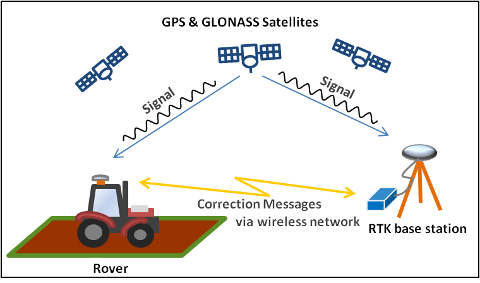 GPS & GLONASS Satellites
Signal
Signal
Correction Messages
via wireless network
RTK base station
Rover